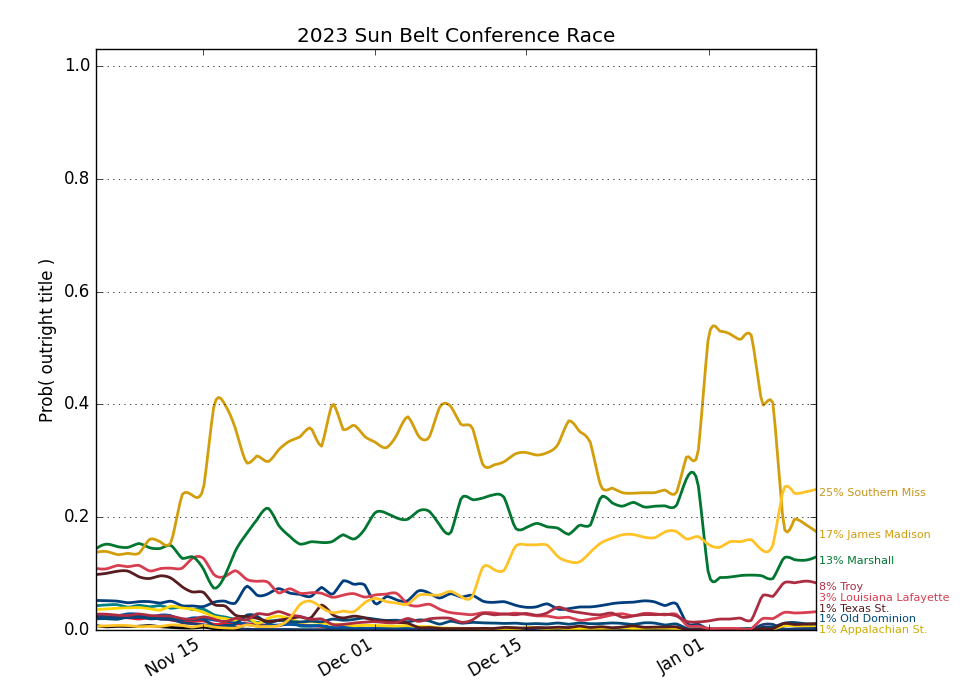 2023 Sun Belt Conference Race
Prob( outright title )
1.0
0.8
0.6
0.4
0.2
0.0
Nov 15
Dec 01
Dec 15
Jan 01
25% Southern Miss
17% James Madison
13% Marshall
8% Troy
3% Louisiana Lafayette
1% Texas St.
1% Old Dominion
1% Appalachian St.